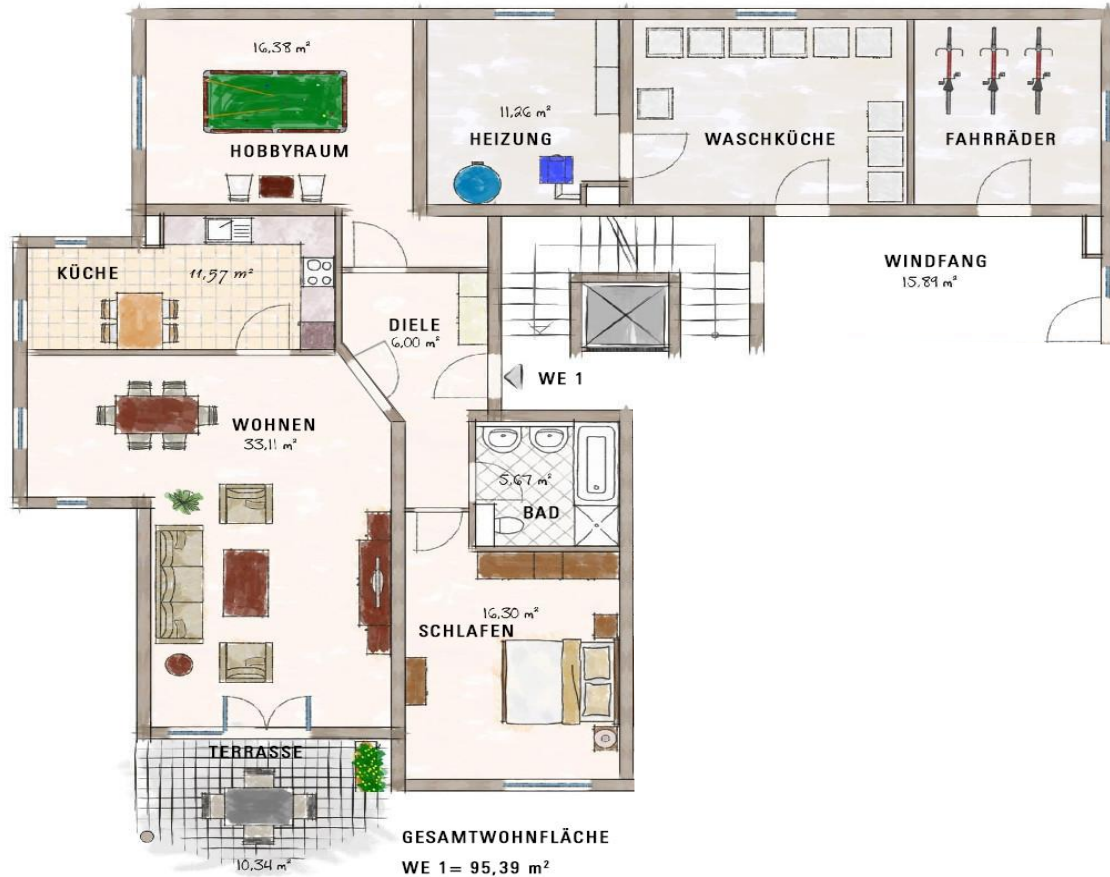 16,38 m²
HOBBYRAUM
11,26 m²
HEIZUNG
WASCHKÜCHE
FAHRRÄDER
KÜCHE 11,57 m²
WINDFANG
15,89 m²
DIELE
6,00 m²
WE 1
WOHNEN
33,11 m²
5,67 m²
BAD
16,30 m²
SCHLAFEN
TERRASSE
10,34 m²
GESAMTWOHNFLÄCHE
WE 1= 95,39 m²